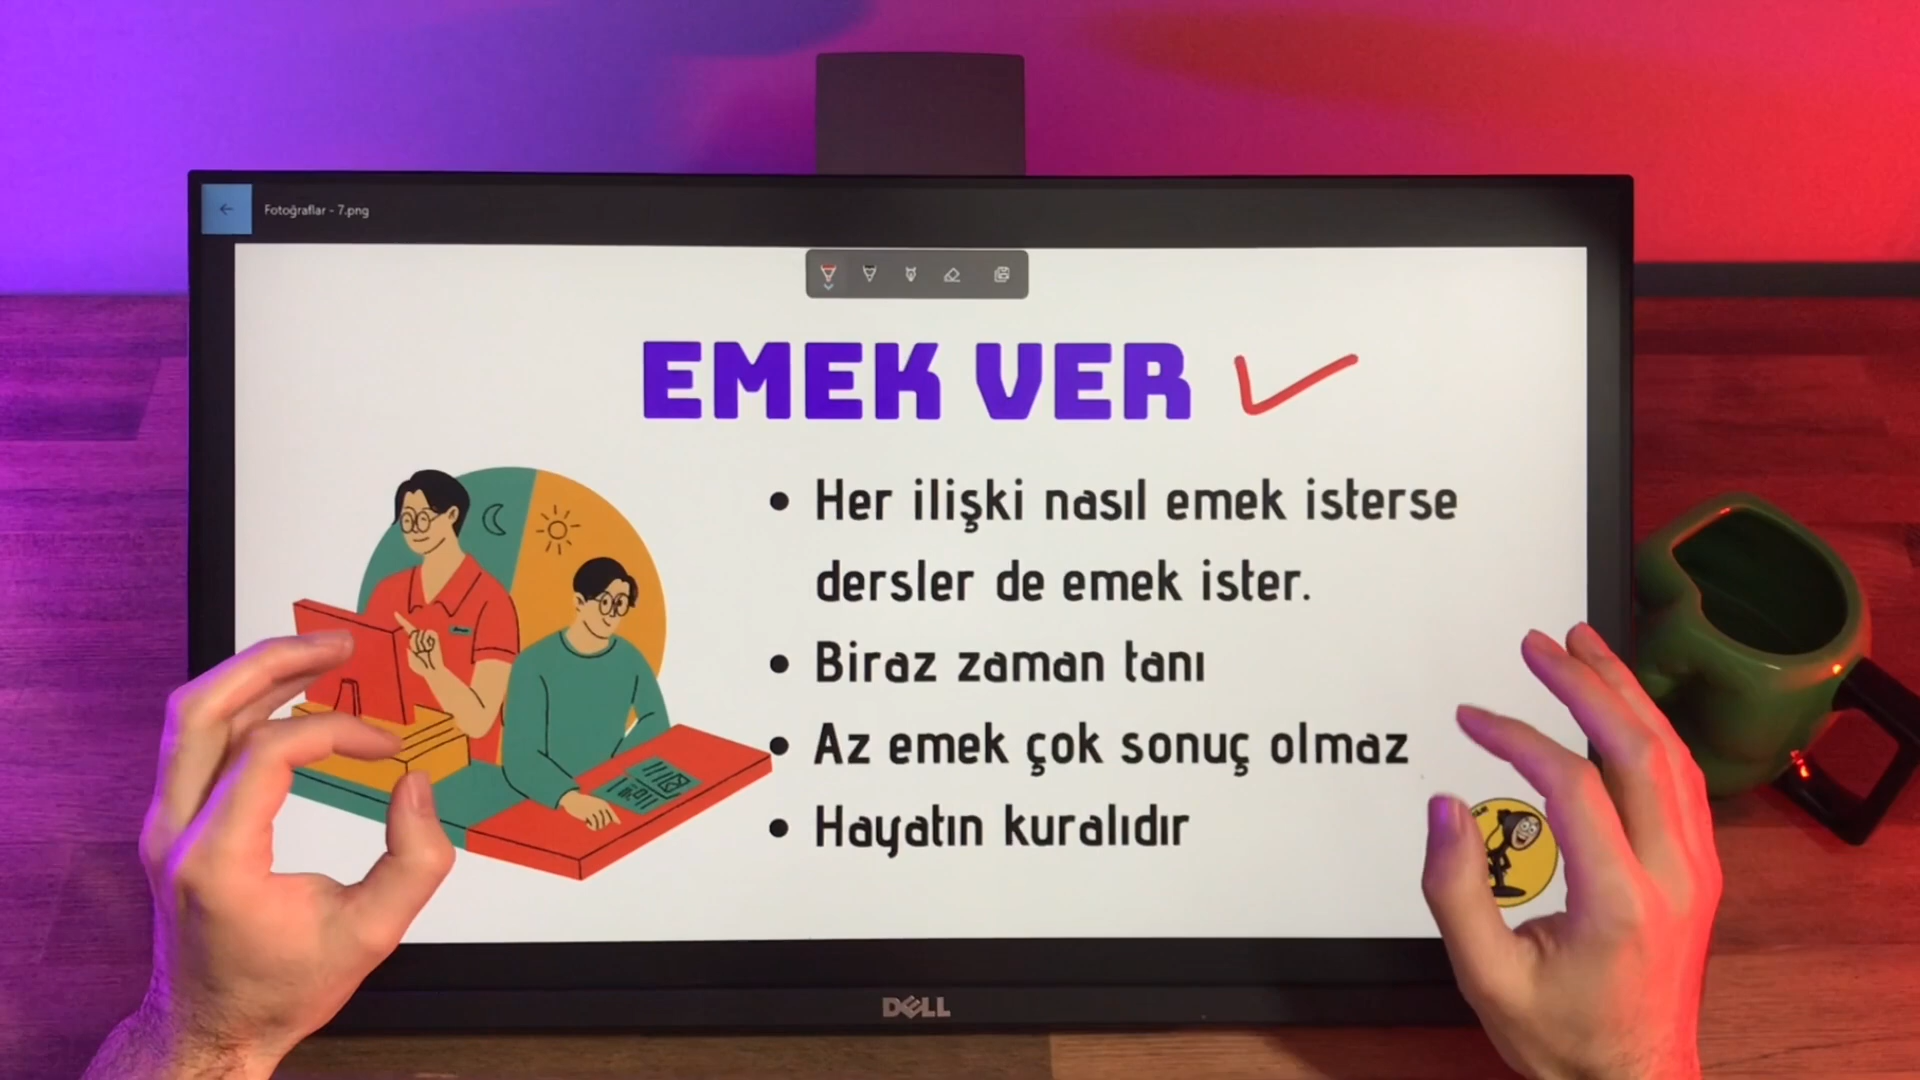 Fotoğraflar - 7.png
EMEK VER
• Her ilişki nasıl emek isterse
dersler de emek ister.
• Biraz zaman tanı
• Az emek çok sonuç olmaz
• Hayatın kuralıdır
DELL